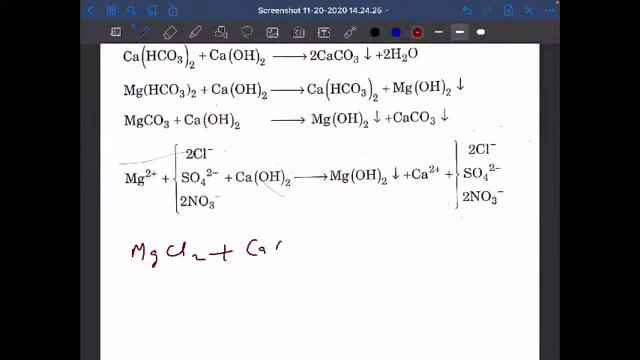 Screenshot 11-20-2020 14.24.25
Ca(HCO₃)₂ + Ca(OH)₂ ⟶ 2CaCO₃ ↓ +2H₂O
Mg(HCO₃)₂ + Ca(OH)₂ ⟶ Ca(HCO₃)₂ + Mg(OH)₂ ↓
MgCO₃ + Ca(OH)₂ ⟶ Mg(OH)₂ ↓ + CaCO₃ ↓
Mg²⁺ + { 2Cl⁻ SO₄²⁻ 2NO₃⁻ + Ca(OH)₂ ⟶ Mg(OH)₂ ↓ + Ca²⁺ + { 2Cl⁻ SO₄²⁻ 2NO₃⁻
MgCl₂ + Ca(